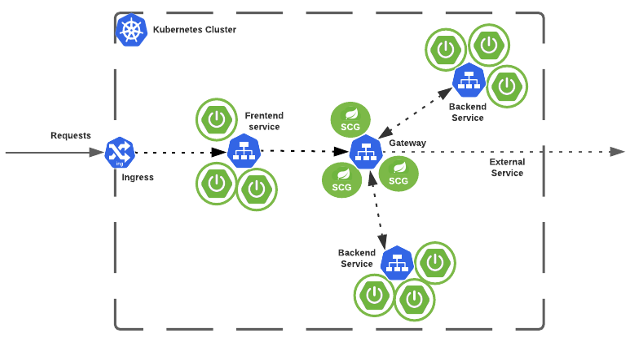 Kubernetes Cluster
Requests
ing
Ingress
Frentend
service
SCG
Gateway
SCG
SCG
Backend
Service
External
Service
Backend
Service